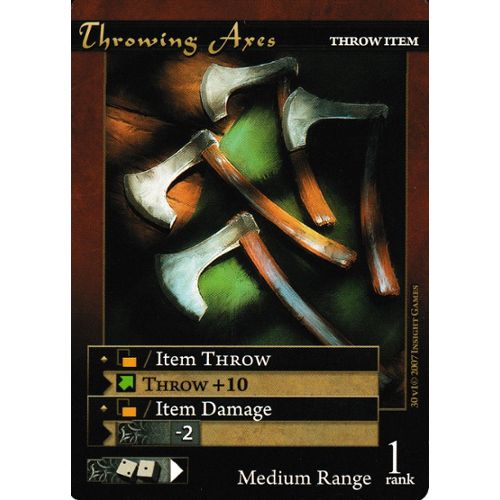 Throwing Axes
THROW ITEM
/ Item THROW
THROW +10
/ Item Damage
-2
Medium Range
1
rank
30 v1© 2007 Insight Games